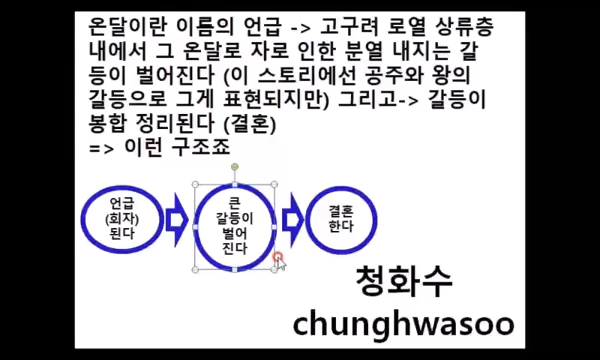 온달이란 이름의 언급 -> 고구려 로열 상류층
내에서 그 온달로 자로 인한 분열 내지는 갈
등이 벌어진다 (이 스토리에선 공주와 왕의
갈등으로 그게 표현되지만) 그리고-> 갈등이
봉합 정리된다 (결혼)
=> 이런 구조죠
언급
(회자)
된다
큰
갈등이
벌어
진다
결혼
한다
청화수
chunghwasoo